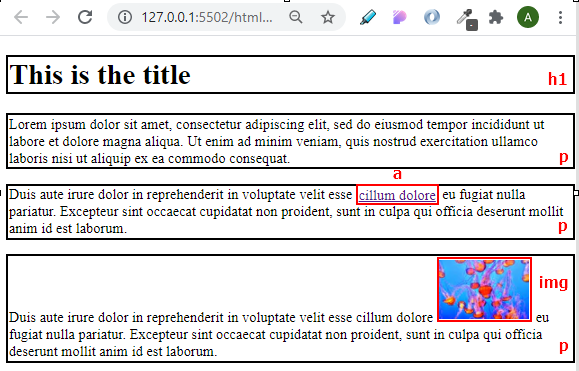 127.0.0.1:5502/html...
A
This is the title
h1
Lorem ipsum dolor sit amet, consectetur adipiscing elit, sed do eiusmod tempor incididunt ut
labore et dolore magna aliqua. Ut enim ad minim veniam, quis nostrud exercitation ullamco
laboris nisi ut aliquip ex ea commodo consequat.
p
a
Duis aute irure dolor in reprehenderit in voluptate velit esse cillum dolore eu fugiat nulla
pariatur. Excepteur sint occaecat cupidatat non proident, sunt in culpa qui officia deserunt mollit
anim id est laborum.
p
img
Duis aute irure dolor in reprehenderit in voluptate velit esse cillum dolore eu
fugiat nulla pariatur. Excepteur sint occaecat cupidatat non proident, sunt in culpa qui officia
deserunt mollit anim id est laborum.
p